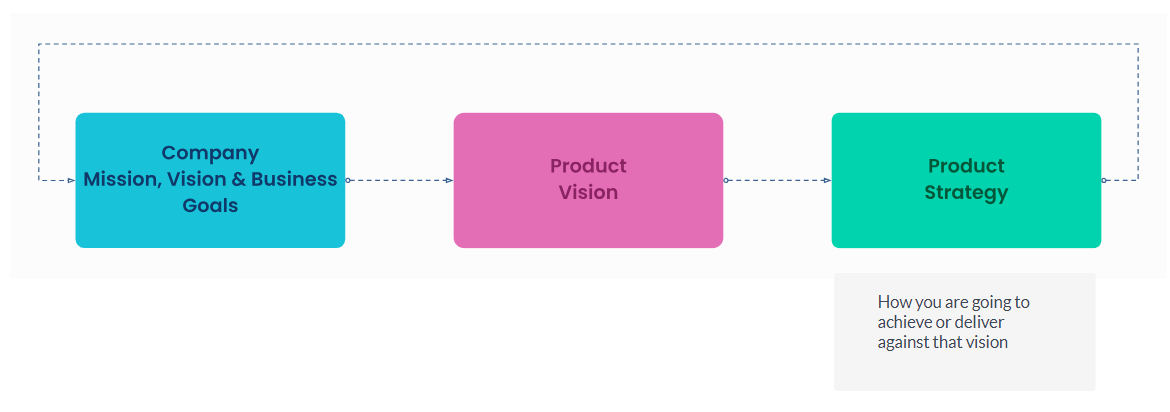 Company
Mission, Vision & Business
Goals
Product
Vision
Product
Strategy
How you are going to
achieve or deliver
against that vision